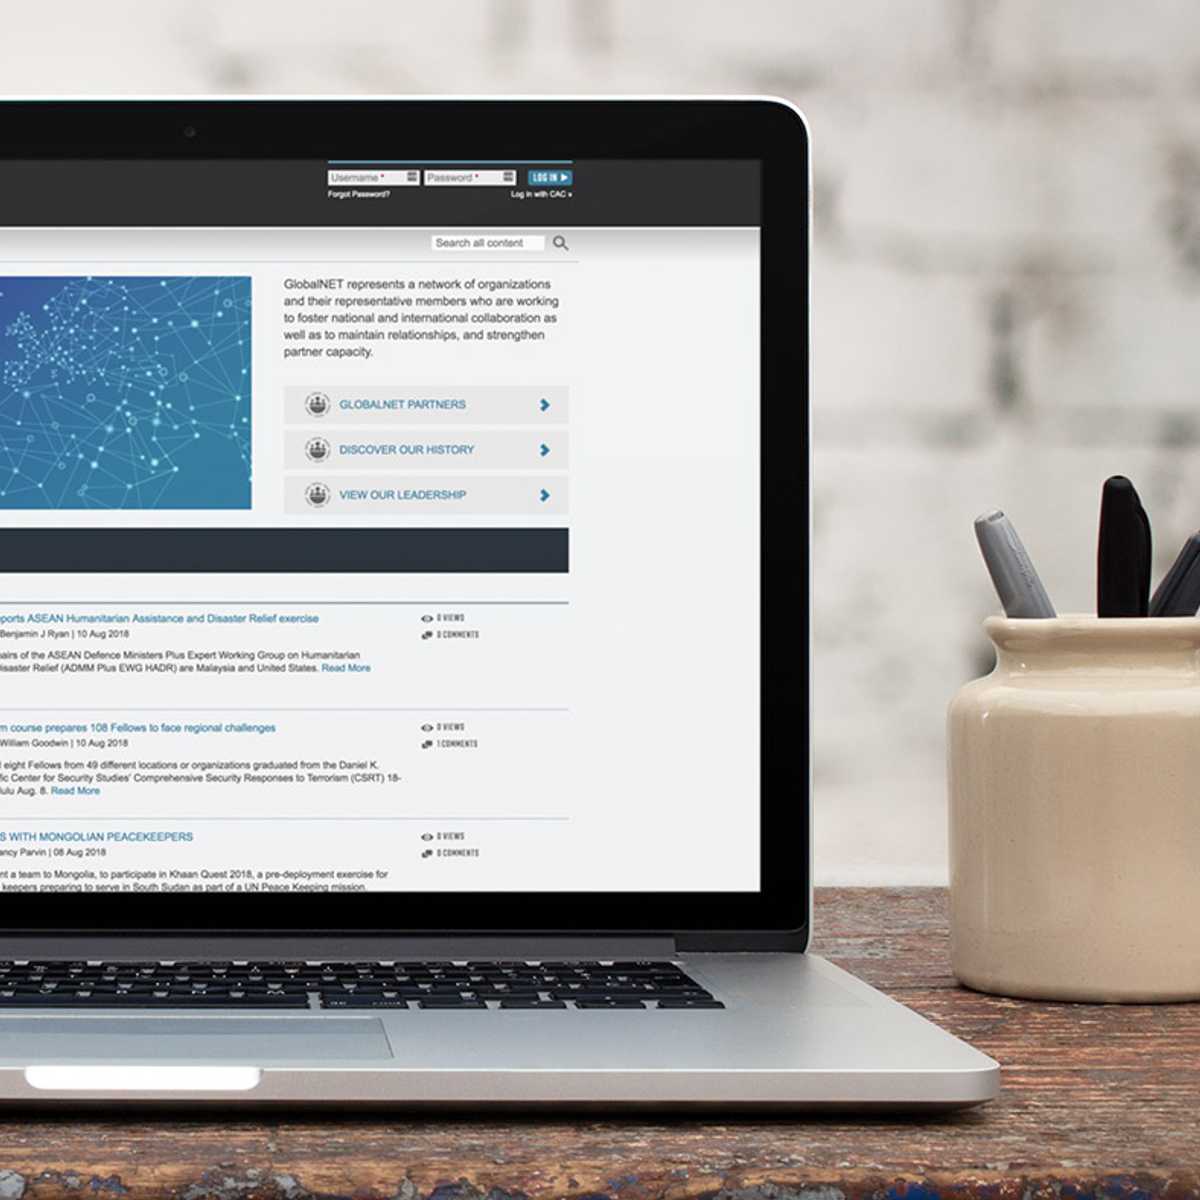 Username *
Password *
LOG IN
Forgot Password?
Log in with CAC »
Search all content
GlobalNET represents a network of organizations
and their representative members who are working
to foster national and international collaboration as
well as to maintain relationships, and strengthen
partner capacity.
GLOBALNET PARTNERS
DISCOVER OUR HISTORY
VIEW OUR LEADERSHIP
ports ASEAN Humanitarian Assistance and Disaster Relief exercise
Benjamin J Ryan | 10 Aug 2018
0 VIEWS
0 COMMENTS
airs of the ASEAN Defence Ministers Plus Expert Working Group on Humanitarian
isaster Relief (ADMM Plus EWG HADR) are Malaysia and United States. Read More
m course prepares 108 Fellows to face regional challenges
William Goodwin | 10 Aug 2018
0 VIEWS
1 COMMENTS
eight Fellows from 49 different locations or organizations graduated from the Daniel K.
fic Center for Security Studies' Comprehensive Security Responses to Terrorism (CSRT) 18-
lulu Aug. 8. Read More
S WITH MONGOLIAN PEACEKEEPERS
ancy Parvin | 08 Aug 2018
0 VIEWS
0 COMMENTS
nt a team to Mongolia, to participate in Khaan Quest 2018, a pre-deployment exercise for
keepers preparing to serve in South Sudan as part of a UN Peace Keeping mission.